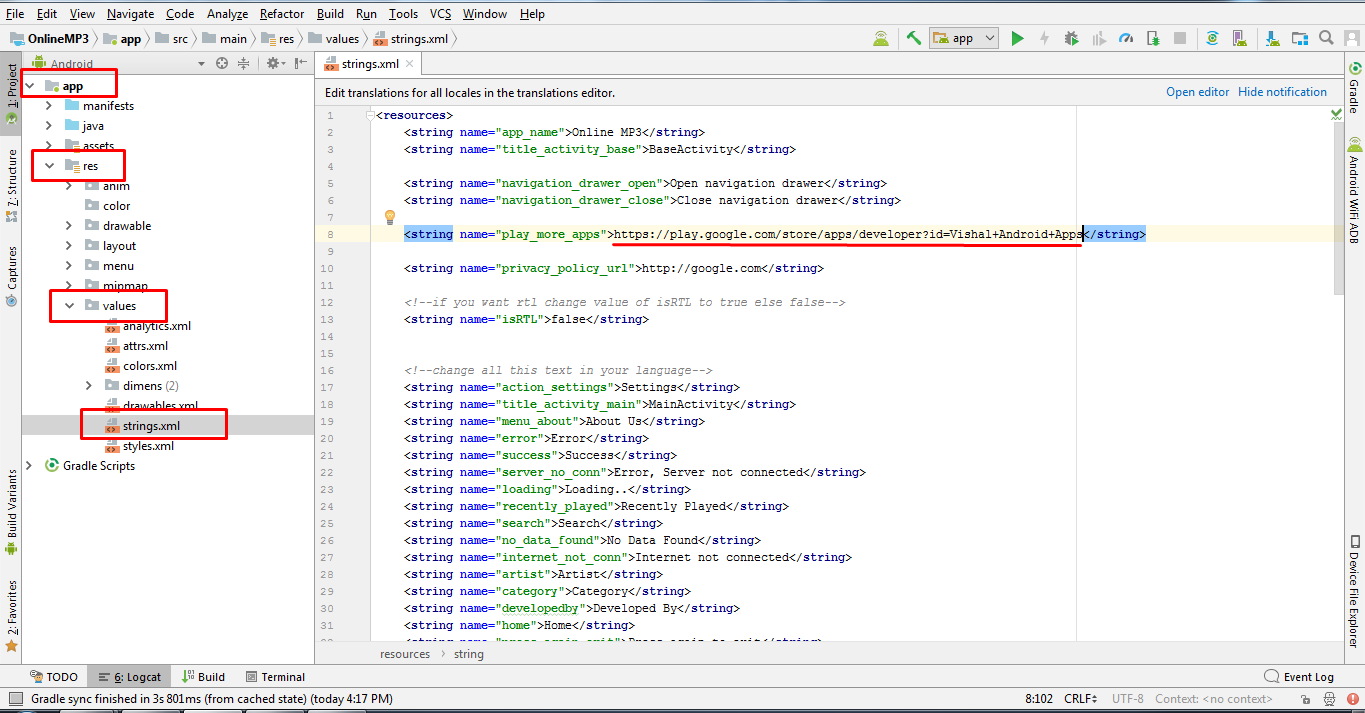 File Edit View Navigate Code Analyze Refactor Build Run Tools VCS Window Help
OnlineMP3 app src main res values strings.xml app
1: Project
7: Structure
Captures
Build Variants
2: Favorites
Android
app
manifests
java
assets
res
anim
color
drawable
layout
menu
mipmap
values
analytics.xml
attrs.xml
colors.xml
dimens (2)
drawables.xml
strings.xml
styles.xml
Gradle Scripts
strings.xml
Edit translations for all locales in the translations editor. Open editor Hide notification
1 <resources>
2 <string name="app_name">Online MP3</string>
3 <string name="title_activity_base">BaseActivity</string>
4
5 <string name="navigation_drawer_open">Open navigation drawer</string>
6 <string name="navigation_drawer_close">Close navigation drawer</string>
7
8 <string name="play_more_apps">https://play.google.com/store/apps/developer?id=Vishal+Android+Apps</string>
9
10 <string name="privacy_policy_url">http://google.com</string>
11
12 <!--if you want rtl change value of isRTL to true else false-->
13 <string name="isRTL">false</string>
14
15
16 <!--change all this text in your language-->
17 <string name="action_settings">Settings</string>
18 <string name="title_activity_main">MainActivity</string>
19 <string name="menu_about">About Us</string>
20 <string name="error">Error</string>
21 <string name="success">Success</string>
22 <string name="server_no_conn">Error, Server not connected</string>
23 <string name="loading">Loading..</string>
24 <string name="recently_played">Recently Played</string>
25 <string name="search">Search</string>
26 <string name="no_data_found">No Data Found</string>
27 <string name="internet_not_conn">Internet not connected</string>
28 <string name="artist">Artist</string>
29 <string name="category">Category</string>
30 <string name="developedby">Developed By</string>
31 <string name="home">Home</string>
<string name="press_again_exit">Press again to exit</string>
resources string
Gradle
Android WiFi ADB
Device File Explorer
TODO 6: Logcat Build Terminal Event Log
Gradle sync finished in 3s 801ms (from cached state) (today 4:17 PM) 8:102 CRLF UTF-8 Context: <no context>